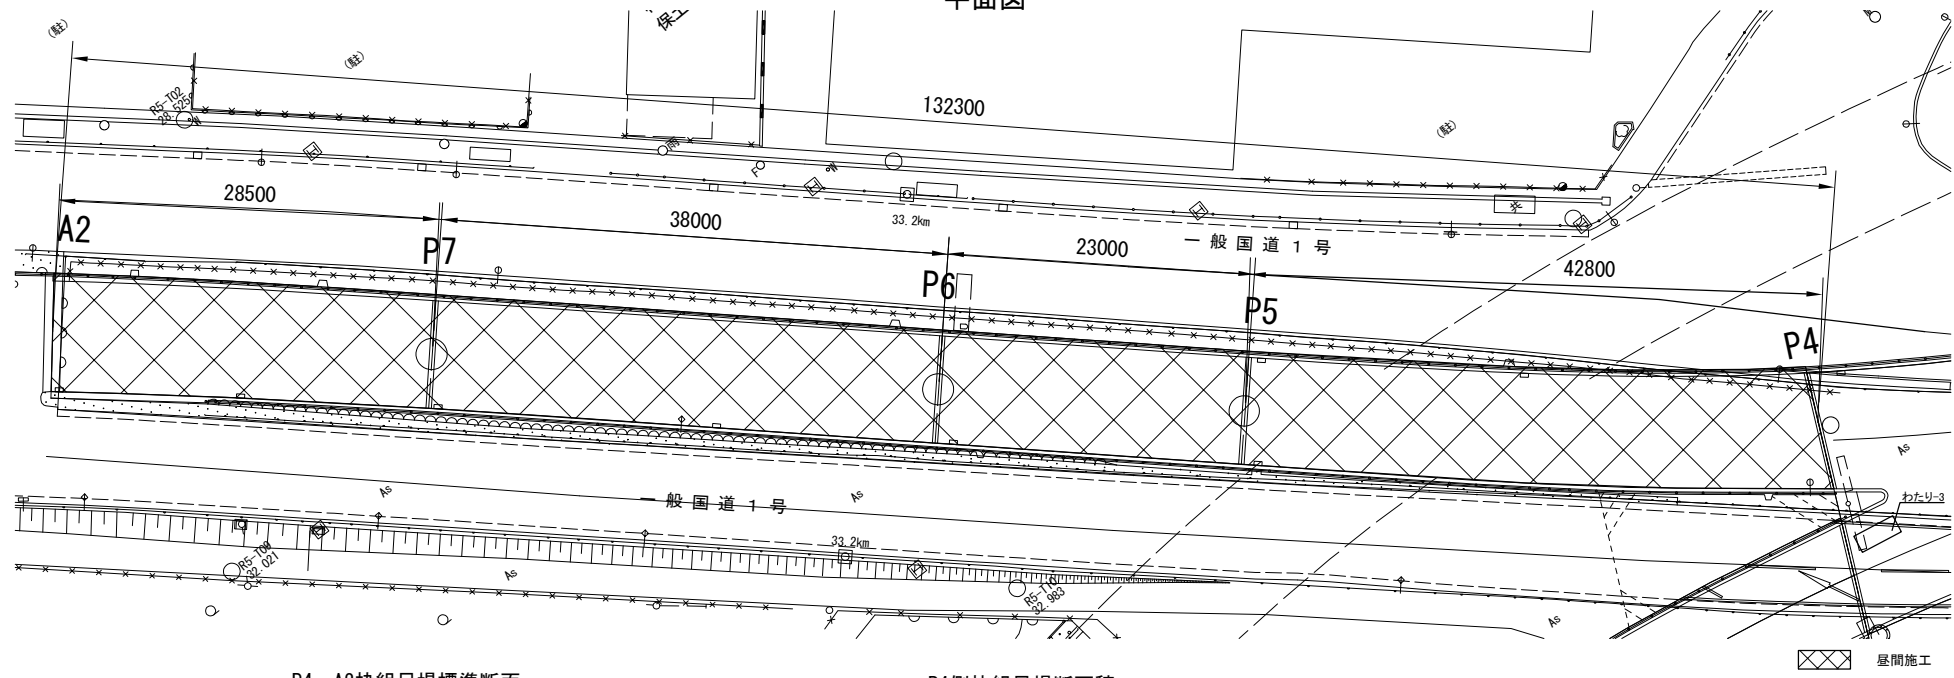 平面図
(駐)
(駐)
132300
(駐)
R5-T02
28.525
W
雨
F
W
28500
38000
33.2km
23000
一般国道1号
42800
A2
P7
P6
P5
P4
As
一般国道1号
As
As
わたり-3
33.2km
R5-T09
32.021
As
R5-T10
32.983
As
昼間施工